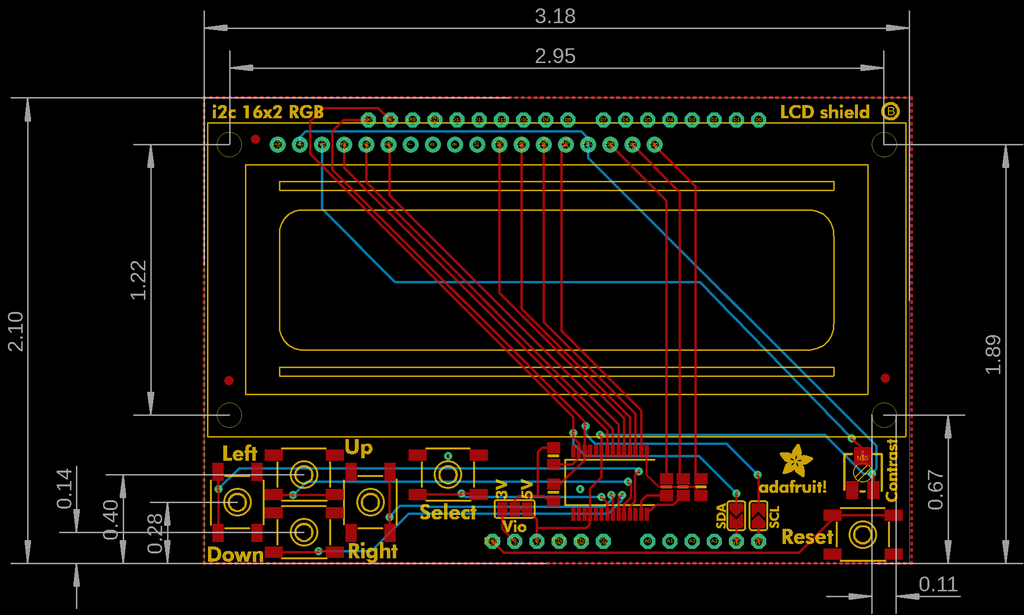 3.18
2.95
i2c 16x2 RGB
LCD shield B
1.22
2.10
1.89
Left
Up
Contrast
0.14
0.40
0.28
3V
5V
adafruit!
0.67
Select
SDA
SCL
Vio
Reset
Down
Right
0.11